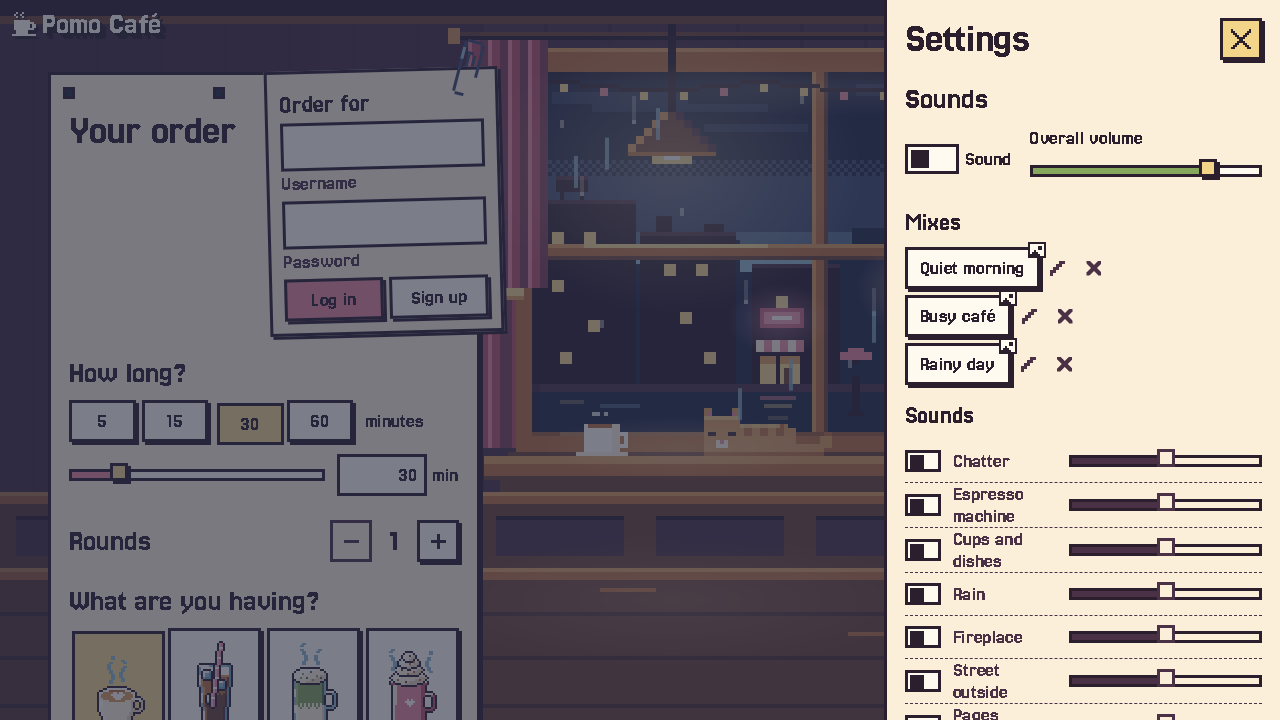 Pomo Café
Your order
Order for
Username
Password
Log in
Sign up
How long?
5
15
30
60
minutes
30
min
Rounds
1
What are you having?
Settings
Sounds
Sound
Overall volume
Mixes
Quiet morning
Busy café
Rainy day
Sounds
Chatter
Espresso
machine
Cups and
dishes
Rain
Fireplace
Street
outside
Pages